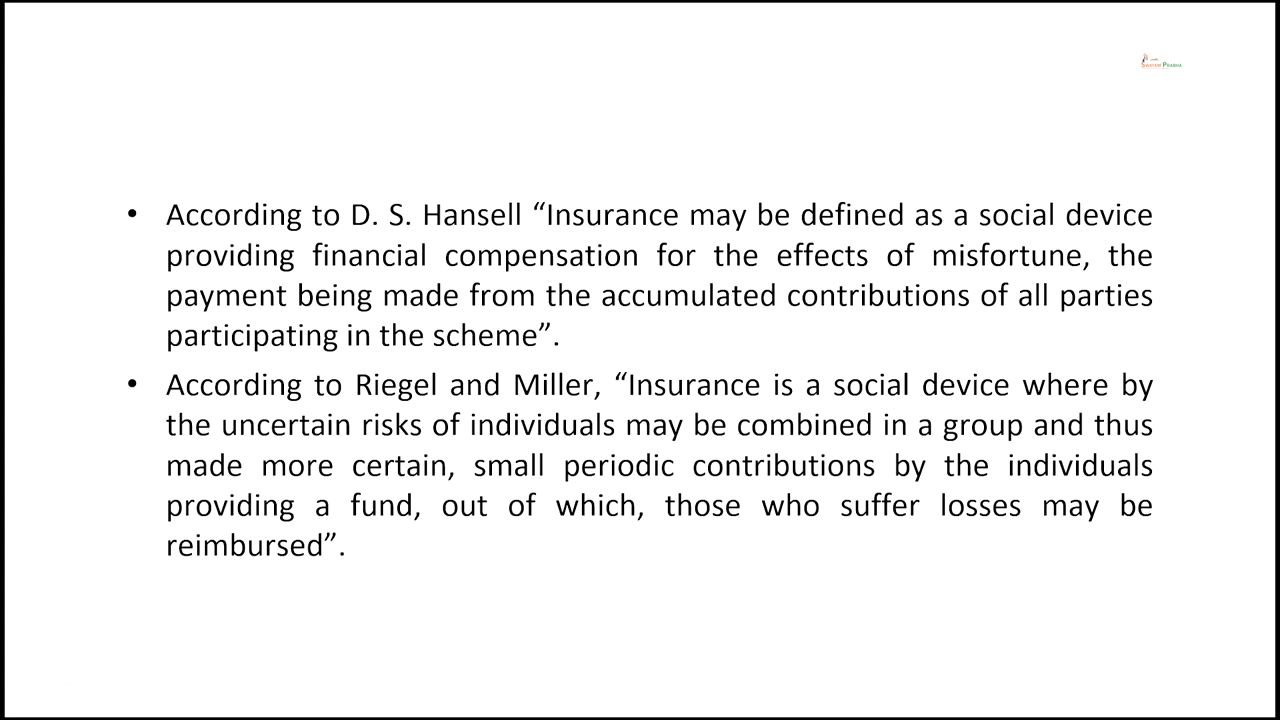 SWAYAM PRABHA
• According to D. S. Hansell “Insurance may be defined as a social device
providing financial compensation for the effects of misfortune, the
payment being made from the accumulated contributions of all parties
participating in the scheme”.
• According to Riegel and Miller, “Insurance is a social device where by
the uncertain risks of individuals may be combined in a group and thus
made more certain, small periodic contributions by the individuals
providing a fund, out of which, those who suffer losses may be
reimbursed”.